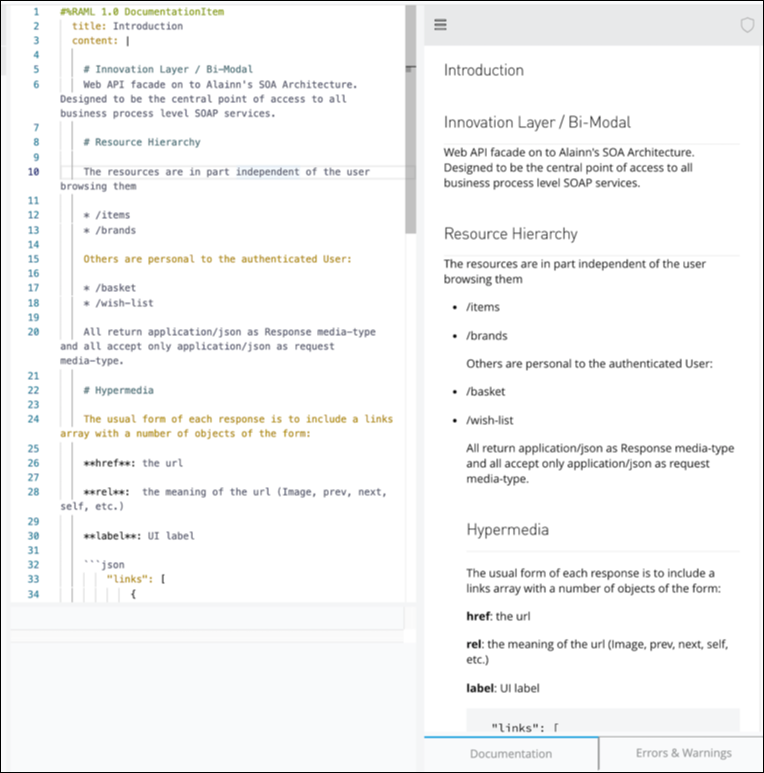 1 #%RAML 1.0 DocumentationItem
2 title: Introduction
3 content: |
4
5 # Innovation Layer / Bi-Modal
6 Web API facade on to Alainn's SOA Architecture.
Designed to be the central point of access to all
business process level SOAP services.
7
8 # Resource Hierarchy
9
10 The resources are in part independent of the user
browsing them
11
12 * /items
13 * /brands
14
15 Others are personal to the authenticated User:
16
17 * /basket
18 * /wish-list
19
20 All return application/json as Response media-type
and all accept only application/json as request
media-type.
21
22 # Hypermedia
23
24 The usual form of each response is to include a links
array with a number of objects of the form:
25
26 **href**: the url
27
28 **rel**: the meaning of the url (Image, prev, next,
self, etc.)
29
30 **label**: UI label
31
32 ```json
33 "links": [
34 {
Introduction
Innovation Layer / Bi-Modal
Web API facade on to Alainn's SOA Architecture.
Designed to be the central point of access to all
business process level SOAP services.
Resource Hierarchy
The resources are in part independent of the user
browsing them
• /items
• /brands
Others are personal to the authenticated User:
• /basket
• /wish-list
All return application/json as Response media-type
and all accept only application/json as request
media-type.
Hypermedia
The usual form of each response is to include a
links array with a number of objects of the form:
href: the url
rel: the meaning of the url (Image, prev, next, self,
etc.)
label: UI label
"links": [
Documentation
Errors & Warnings